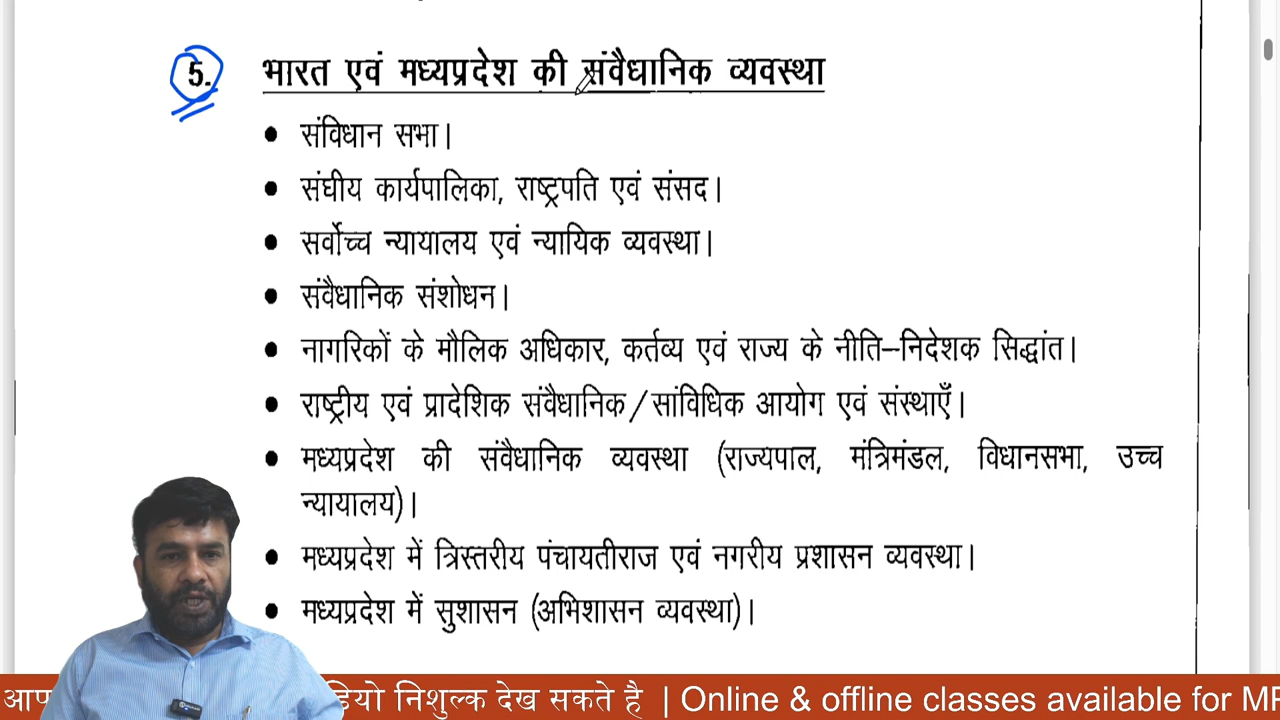 5. भारत एवं मध्यप्रदेश की संवैधानिक व्यवस्था
• संविधान सभा।
• संघीय कार्यपालिका, राष्ट्रपति एवं संसद।
• सर्वोच्च न्यायालय एवं न्यायिक व्यवस्था।
• संवैधानिक संशोधन।
• नागरिकों के मौलिक अधिकार, कर्तव्य एवं राज्य के नीति–निदेशक सिद्धांत।
• राष्ट्रीय एवं प्रादेशिक संवैधानिक/सांविधिक आयोग एवं संस्थाएँ।
• मध्यप्रदेश की संवैधानिक व्यवस्था (राज्यपाल, मंत्रिमंडल, विधानसभा, उच्च
न्यायालय)।
• मध्यप्रदेश में त्रिस्तरीय पंचायतीराज एवं नगरीय प्रशासन व्यवस्था।
• मध्यप्रदेश में सुशासन (अभिशासन व्यवस्था)।
आप निशुल्क देख सकते है | Online & offline classes available for